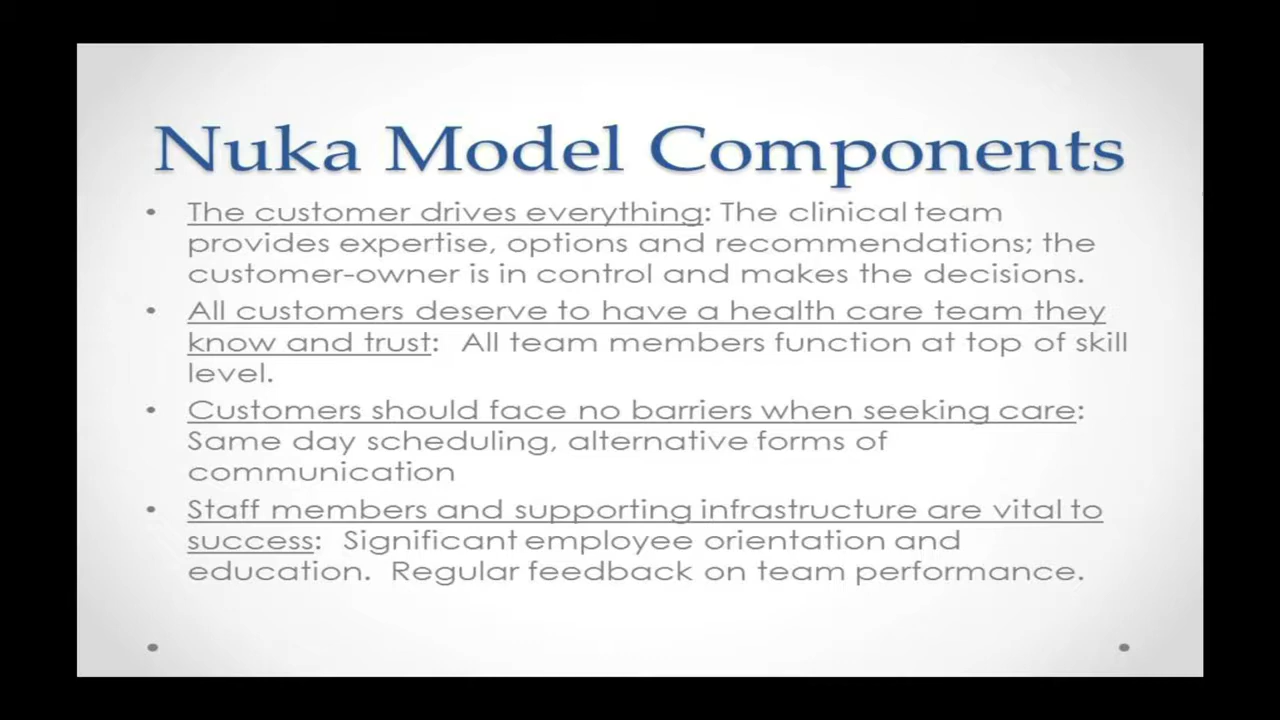 Nuka Model Components
• The customer drives everything: The clinical team
provides expertise, options and recommendations; the
customer-owner is in control and makes the decisions.
• All customers deserve to have a health care team they
know and trust:  All team members function at top of skill
level.
• Customers should face no barriers when seeking care:
Same day scheduling, alternative forms of
communication
• Staff members and supporting infrastructure are vital to
success:  Significant employee orientation and
education.  Regular feedback on team performance.